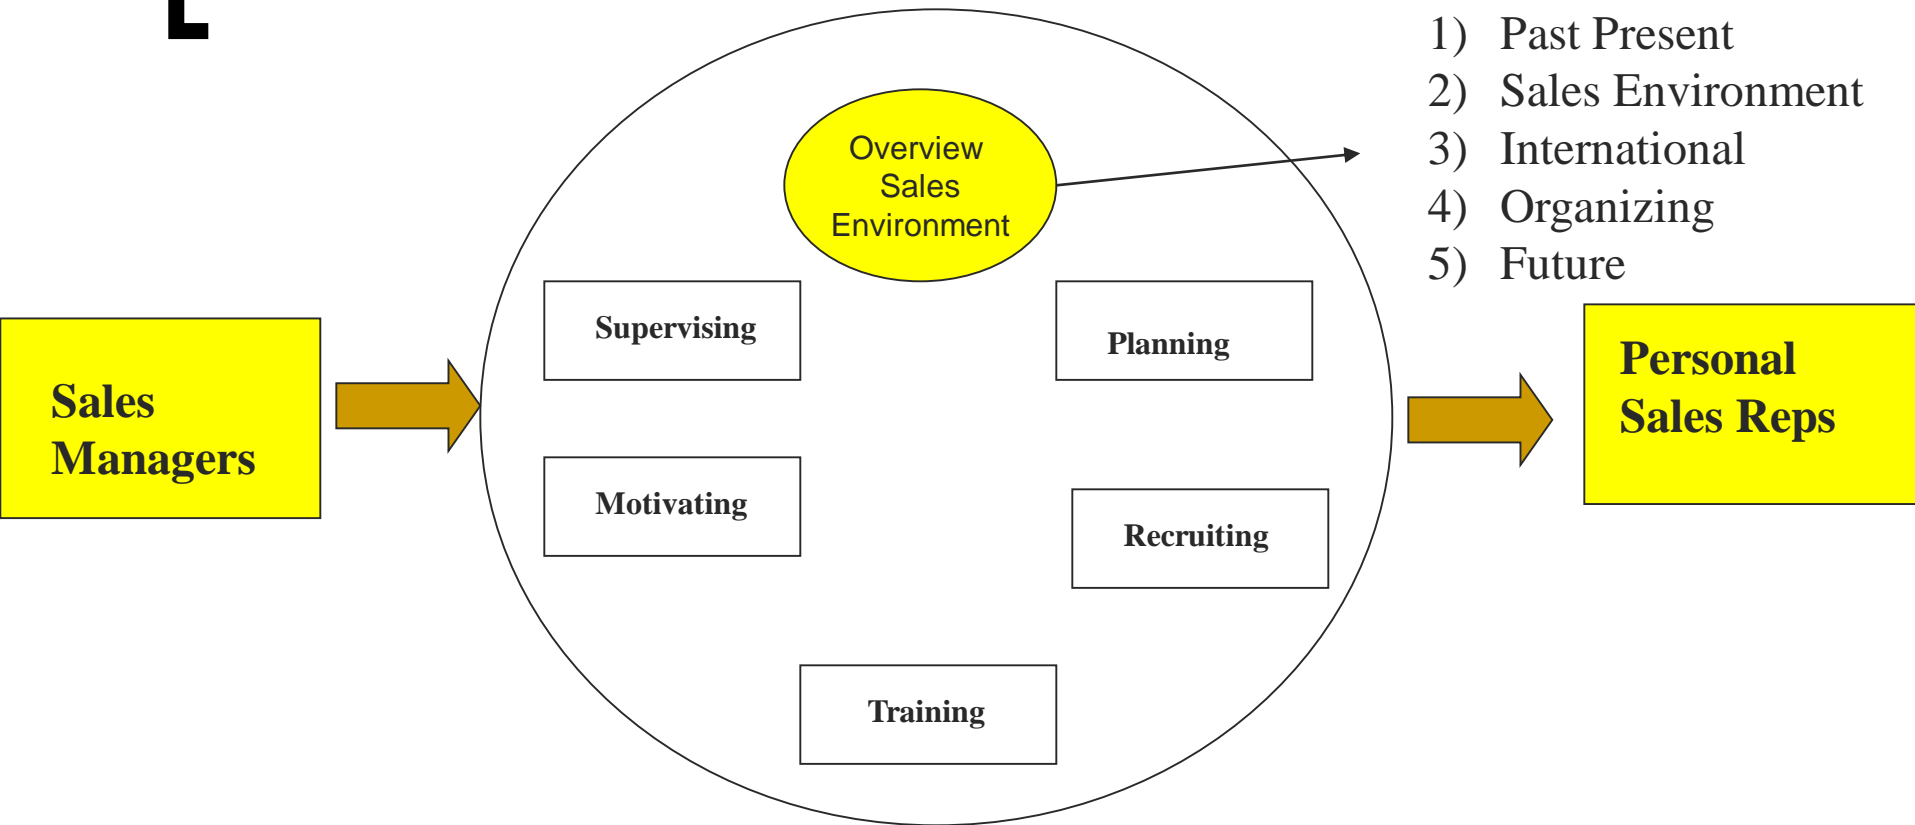 1) Past Present
2) Sales Environment
3) International
4) Organizing
5) Future
Overview
Sales
Environment
Supervising
Planning
Sales
Managers
Personal
Sales Reps
Motivating
Recruiting
Training